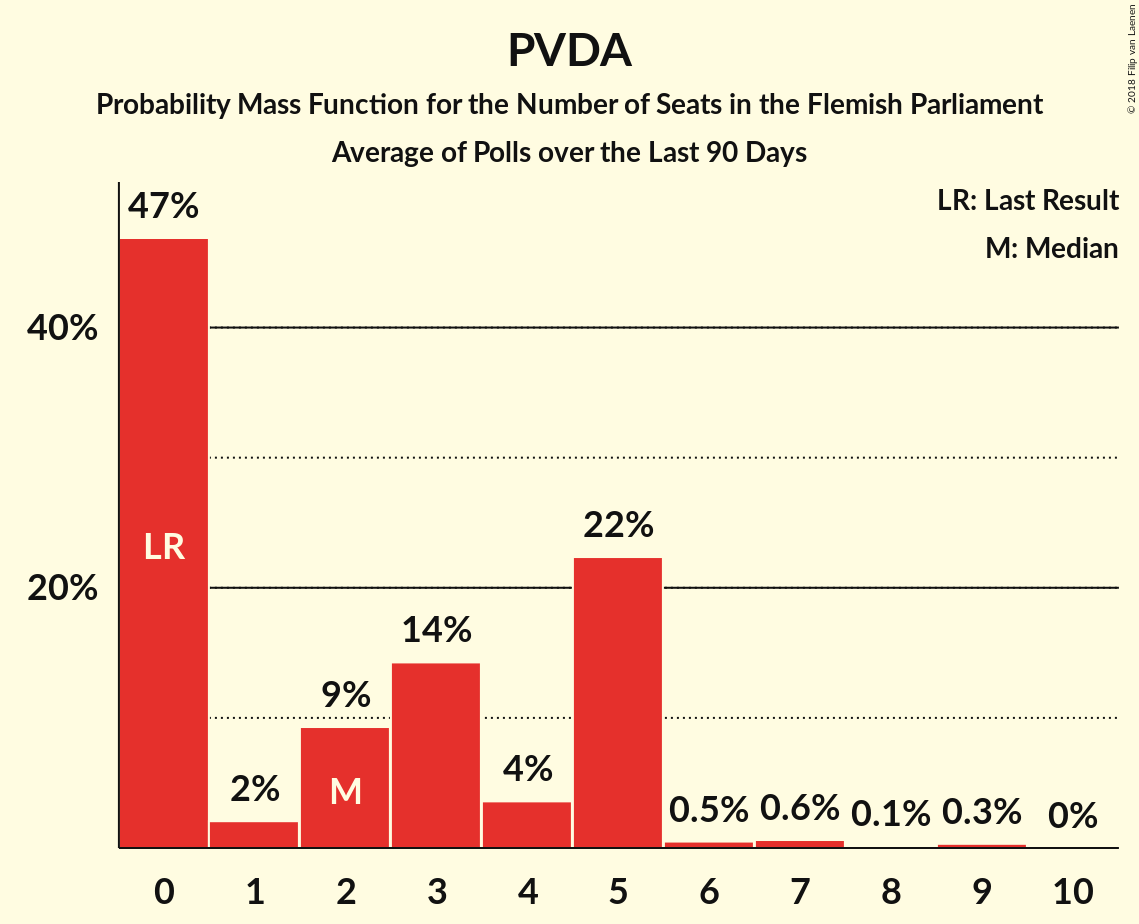 PVDA
Probability Mass Function for the Number of Seats in the Flemish Parliament
Average of Polls over the Last 90 Days
© 2018 Filip van Laenen
LR: Last Result
M: Median
47%
40%
22%
20%
14%
9%
4%
2%
0.5%
0.6%
0.1%
0.3%
0%
LR
M
0 1 2 3 4 5 6 7 8 9 10